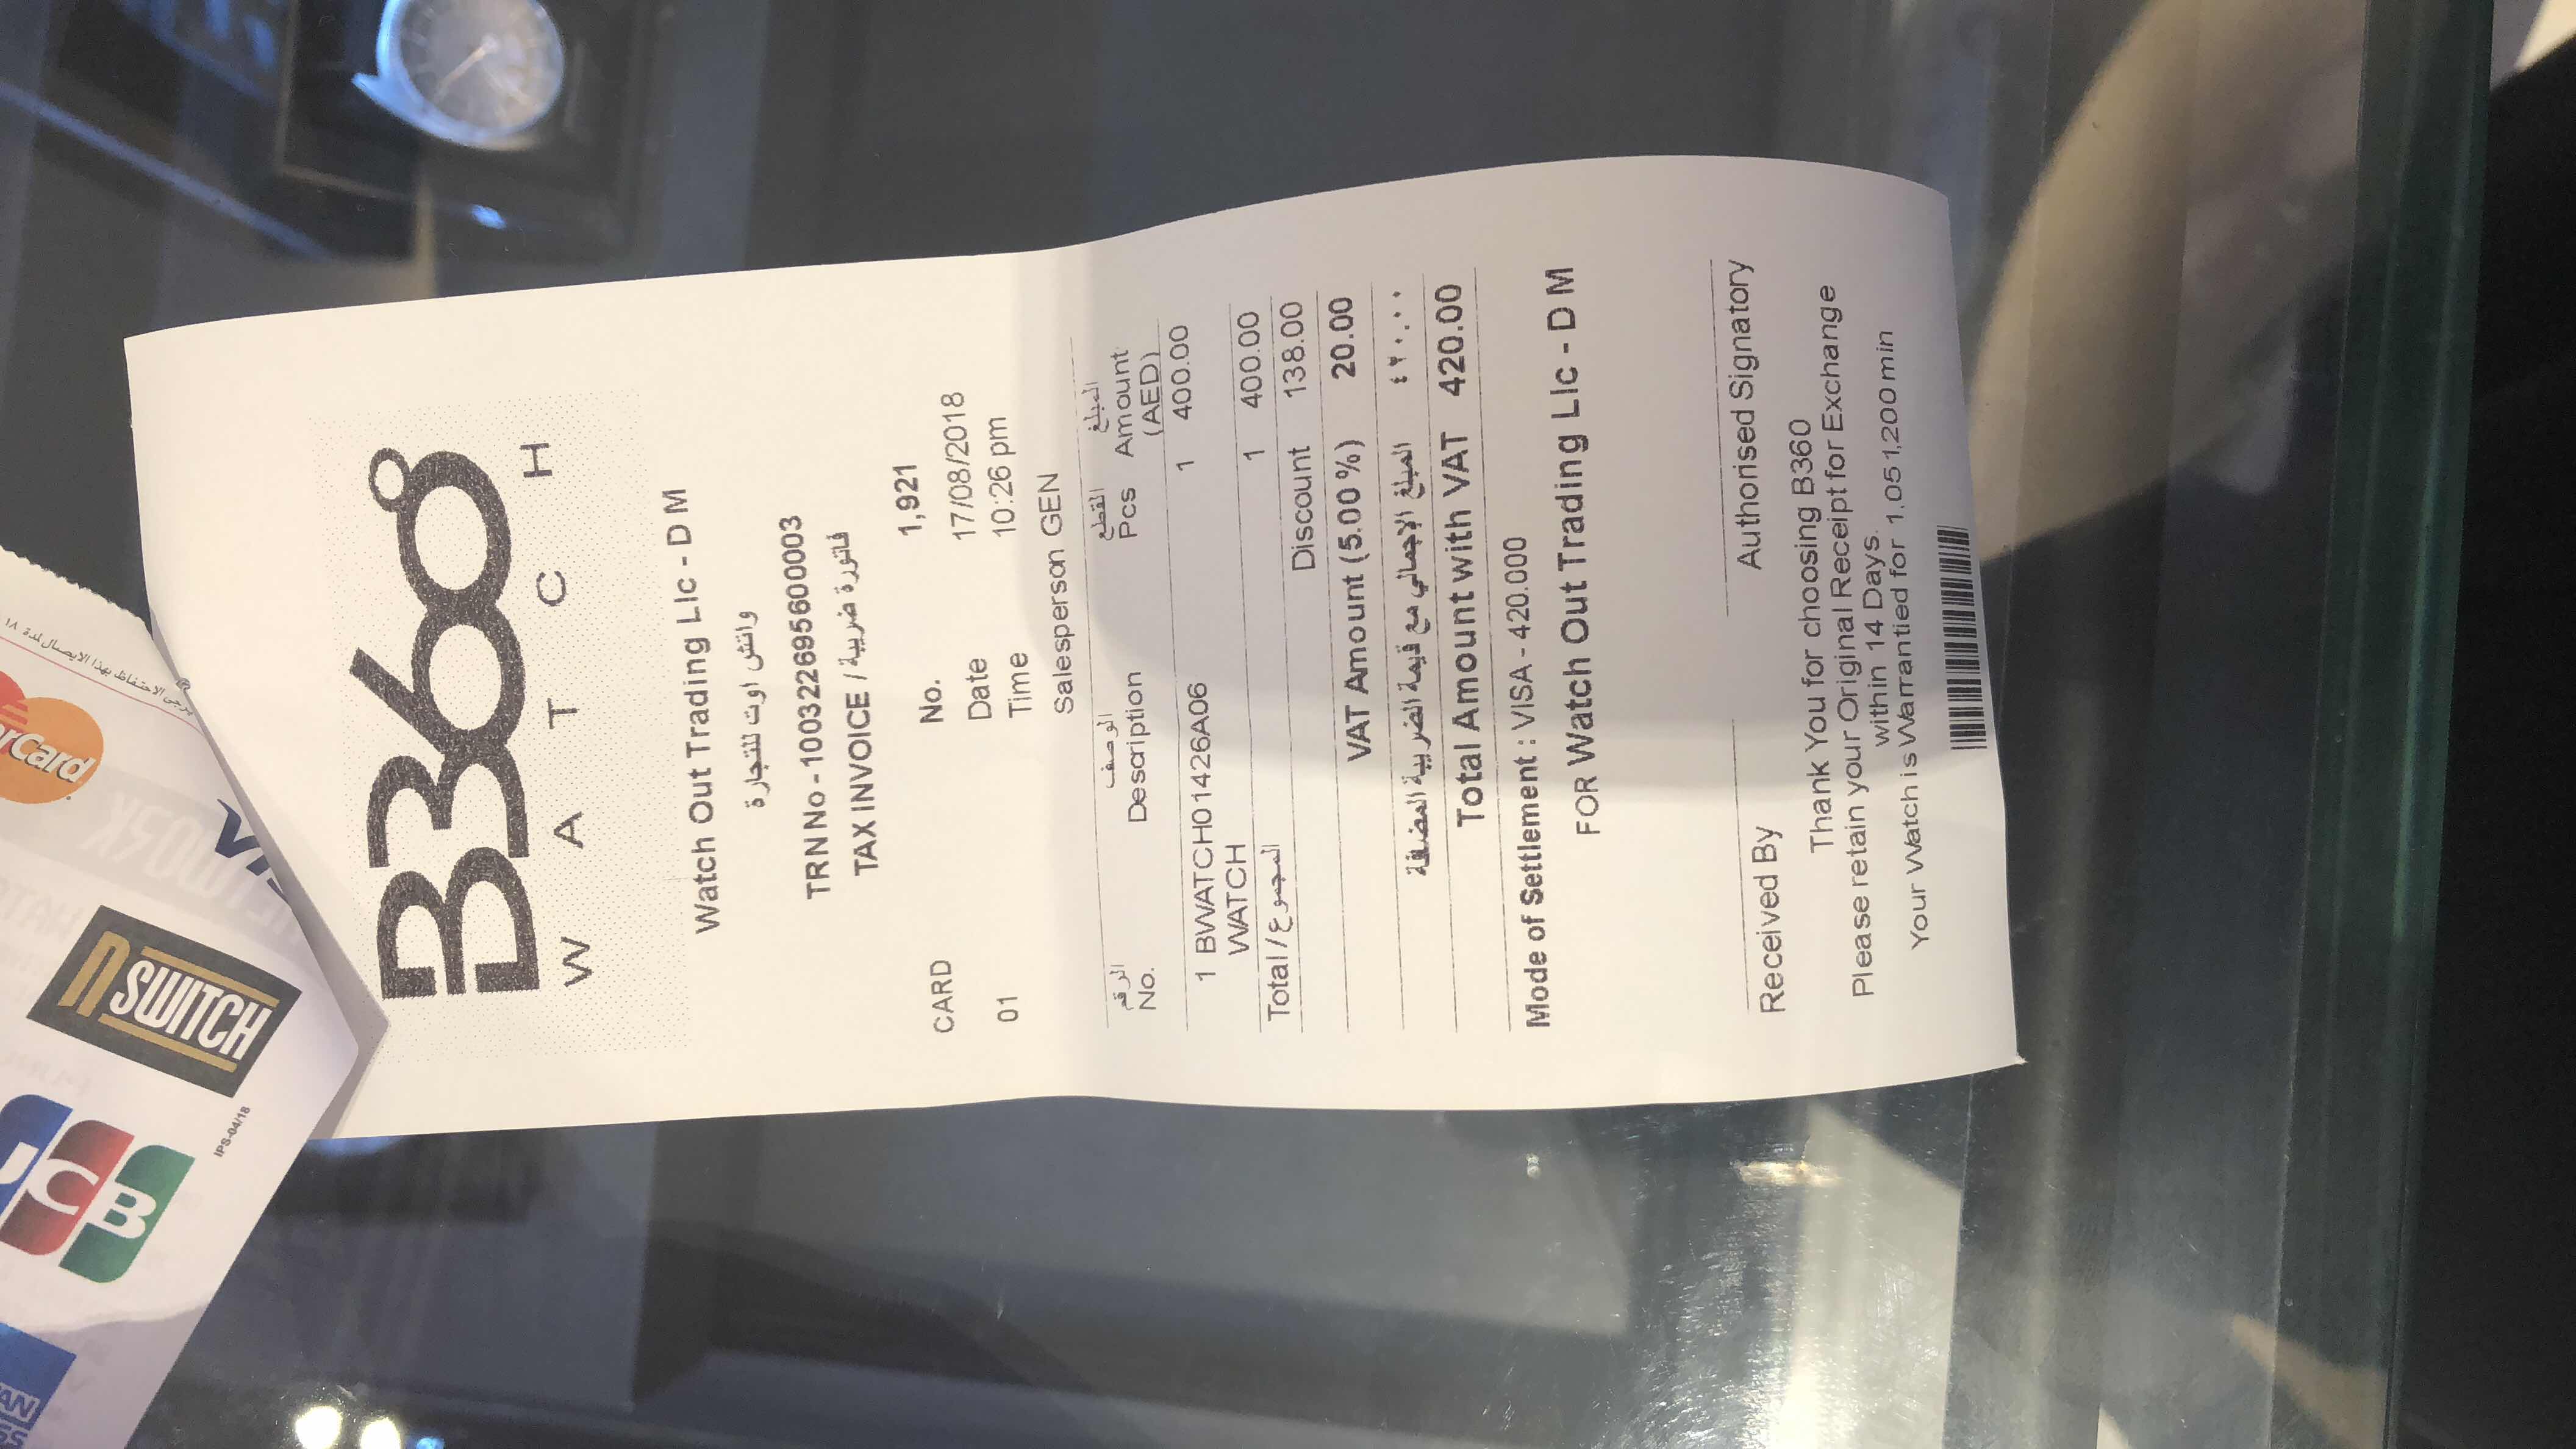 JCB
IPS-04/18
SWITCH
B360°
WATCH
Watch Out Trading Llc - D M
واتش اوت للتجارة
TRN No - 100322695600003
TAX INVOICE / فاتورة ضريبة
CARD No. 1,921
Date 17/08/2018
01 Time 10:26 pm
Salesperson GEN
الرقم الوصف القطع المبلغ
No. Description Pcs Amount
(AED)
1 BWATCH01426A06 1 400.00
WATCH
Total / المجموع 1 400.00
Discount 138.00
VAT Amount (5.00 %) 20.00
المبلغ الإجمالي مع قيمة الضريبة المضافة ٤٢٠.٠٠
Total Amount with VAT 420.00
Mode of Settlement : VISA - 420.000
FOR Watch Out Trading Llc - D M
Received By Authorised Signatory
Thank You for choosing B360
Please retain your Original Receipt for Exchange
within 14 Days.
Your Watch is Warrantied for 1,051,200 min